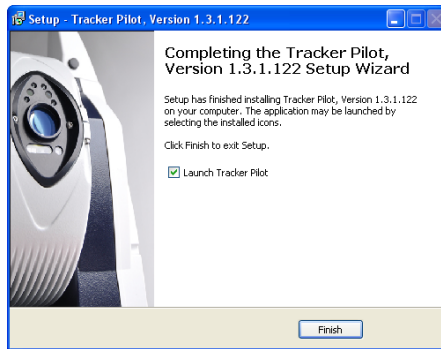 Setup - Tracker Pilot, Version 1.3.1.122
Completing the Tracker Pilot,
Version 1.3.1.122 Setup Wizard
Setup has finished installing Tracker Pilot, Version 1.3.1.122
on your computer. The application may be launched by
selecting the installed icons.
Click Finish to exit Setup.
Launch Tracker Pilot
Finish